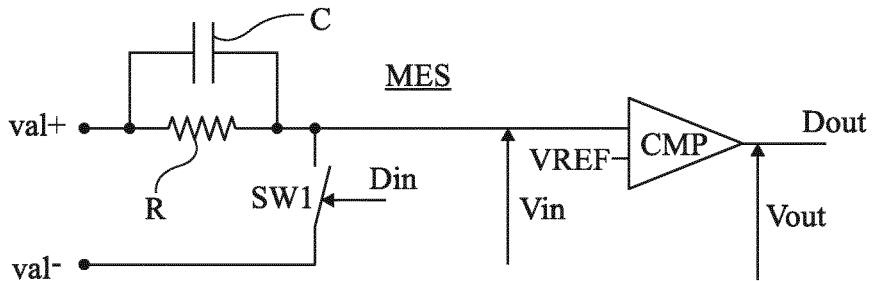 C
MES
val+
CMP
Dout
VREF
R
SW1
Din
Vin
Vout
val-